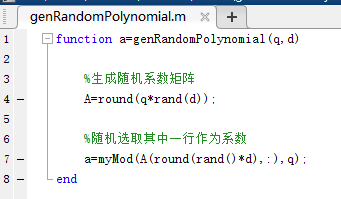 genRandomPolynomial.m × +
1 function a=genRandomPolynomial(q,d)
2
3 %生成随机系数矩阵
4 — A=round(q*rand(d));
5
6 %随机选取其中一行作为系数
7 — a=myMod(A(round(rand()*d),:),q);
8 — end